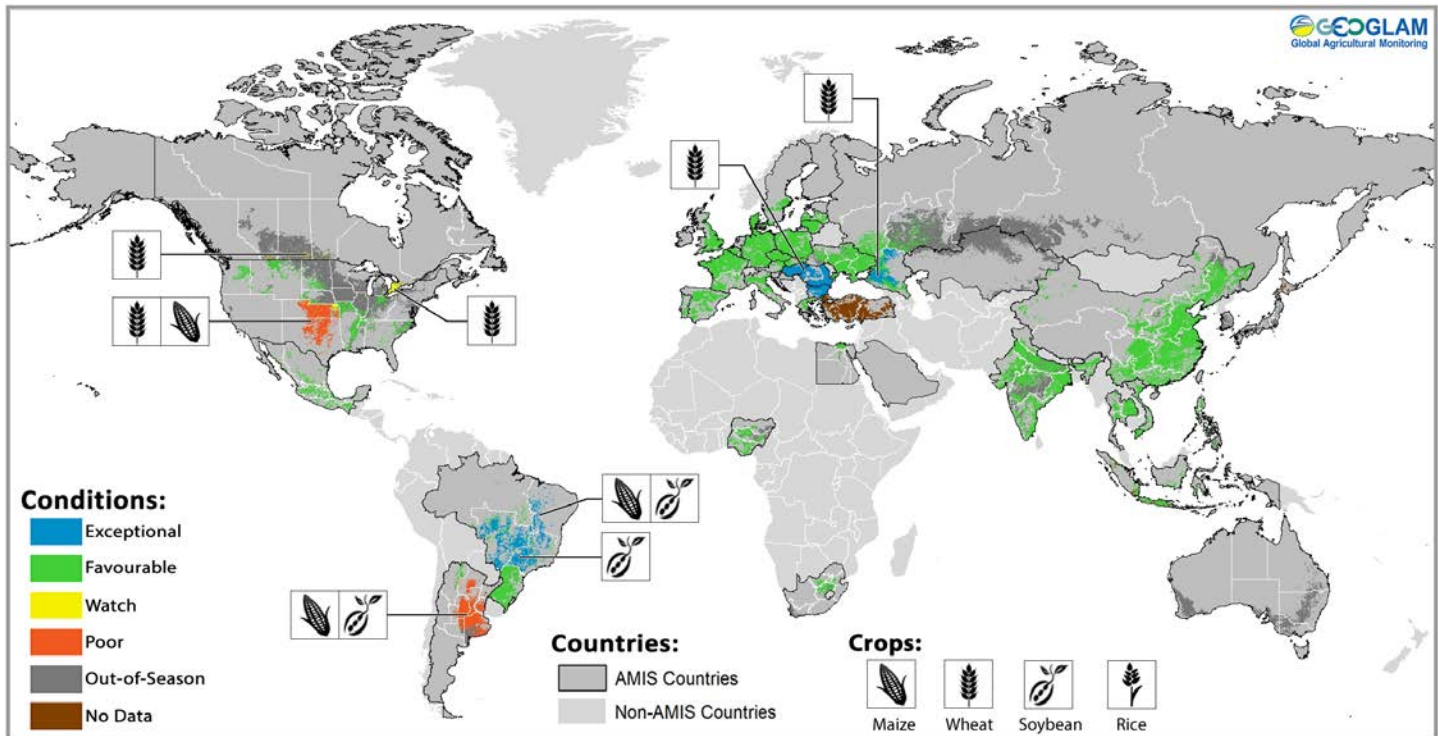 GEOGLAM
Global Agricultural Monitoring
Conditions:
Exceptional
Favourable
Watch
Poor
Out-of-Season
No Data
Countries:
AMIS Countries
Non-AMIS Countries
Crops:
Maize
Wheat
Soybean
Rice